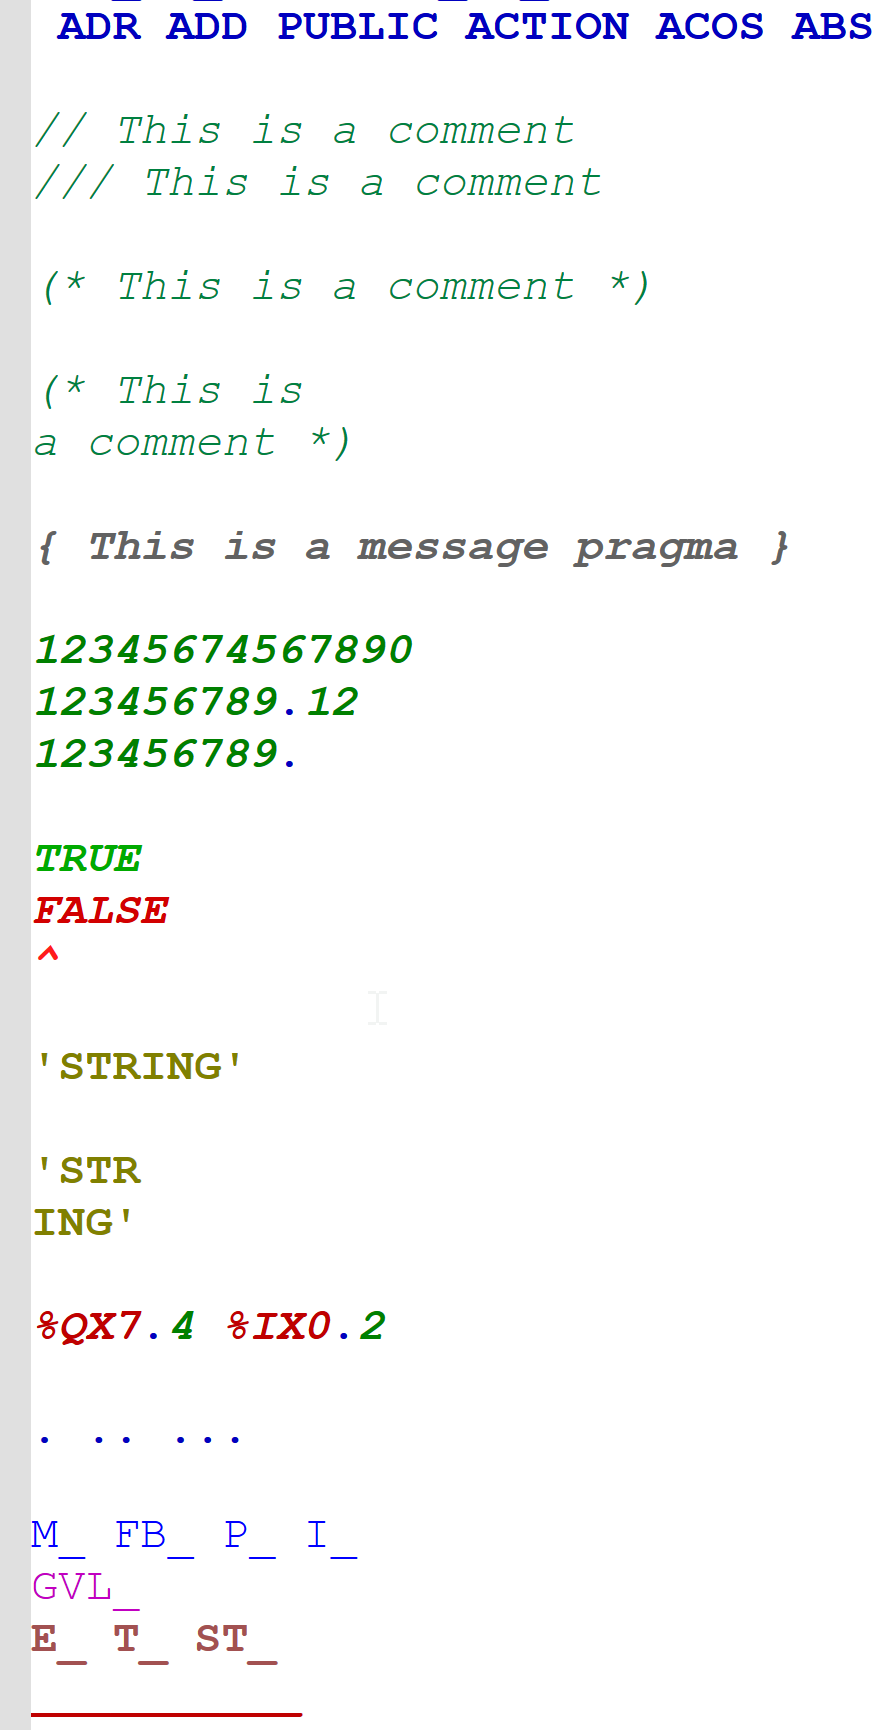 ADR ADD PUBLIC ACTION ACOS ABS
// This is a comment
/// This is a comment
(* This is a comment *)
(* This is
a comment *)
{ This is a message pragma }
12345674567890
123456789.12
123456789.
TRUE
FALSE
^
'STRING'
'STR
ING'
%QX7.4 %IX0.2
. .. ...
M_ FB_ P_ I_
GVL_
E_ T_ ST_
__________